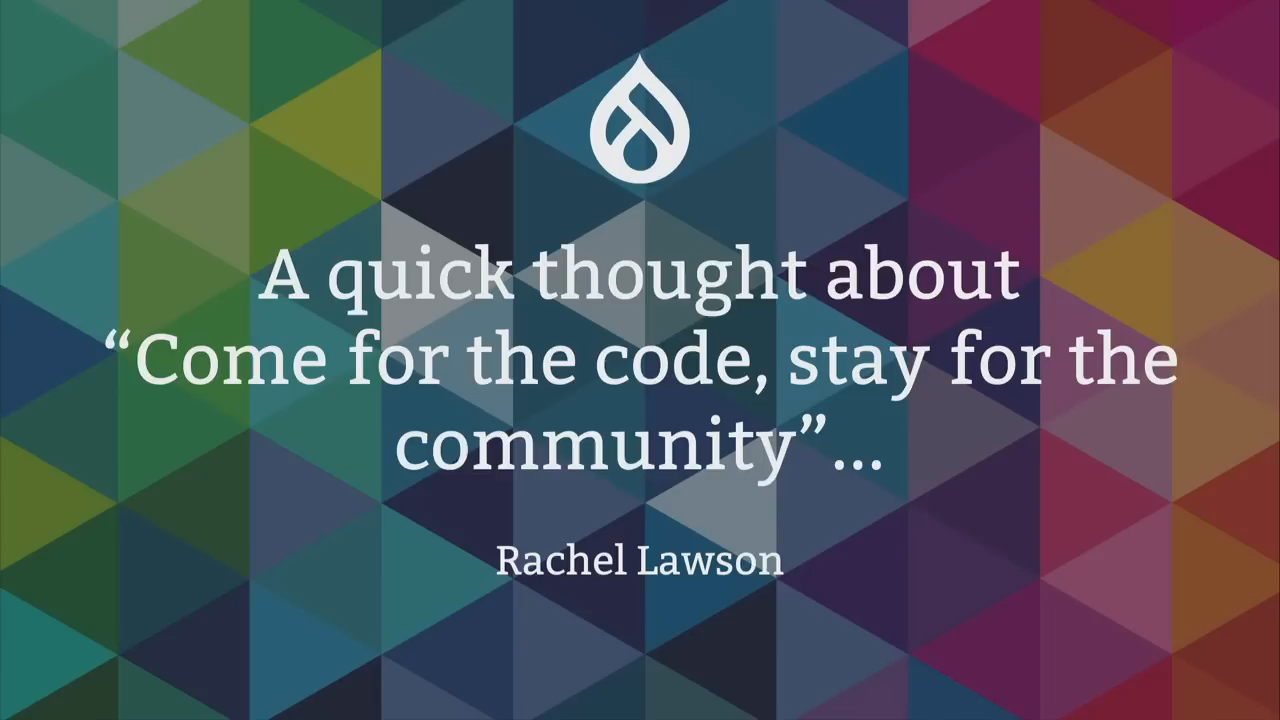 A quick thought about
“Come for the code, stay for the
community”...
Rachel Lawson